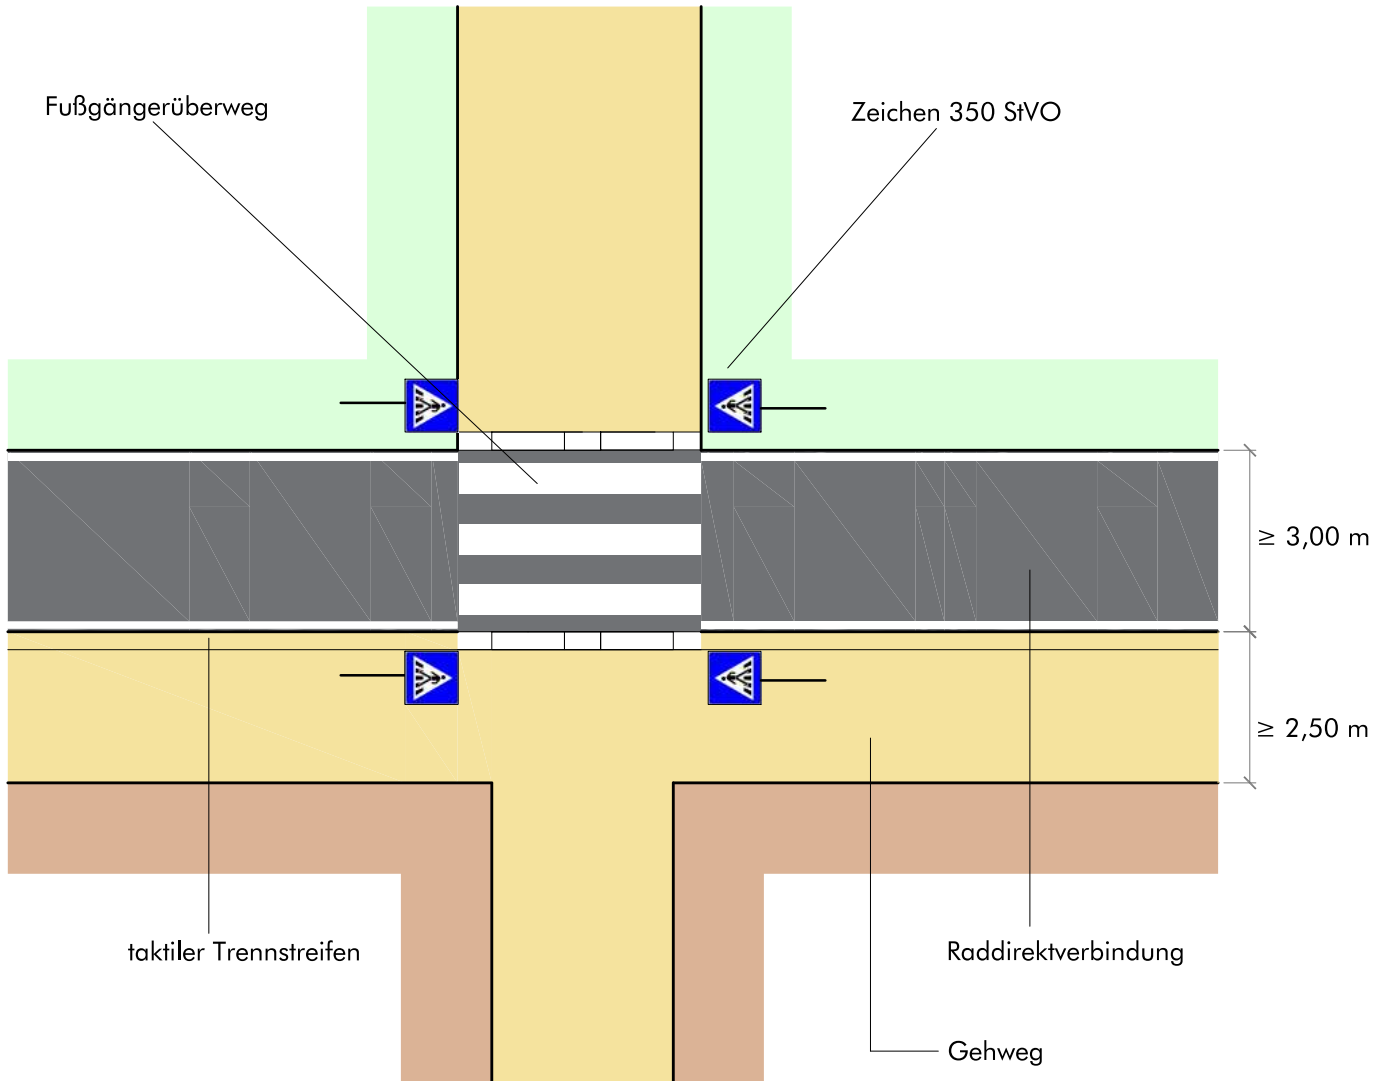 Fußgängerüberweg
Zeichen 350 StVO
≥ 3,00 m
≥ 2,50 m
taktiler Trennstreifen
Raddirektverbindung
Gehweg